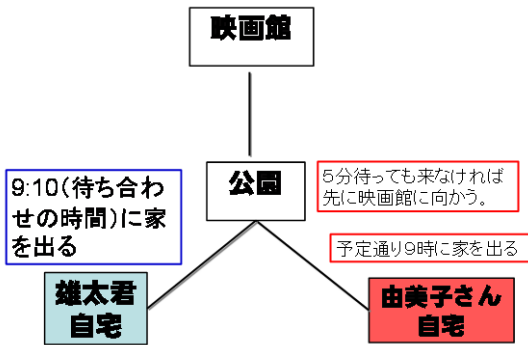 映画館
公園
9:10(待ち合わ
せの時間)に家
を出る
5分待っても来なければ
先に映画館に向かう。
予定通り9時に家を出る
雄太君
自宅
由美子さん
自宅